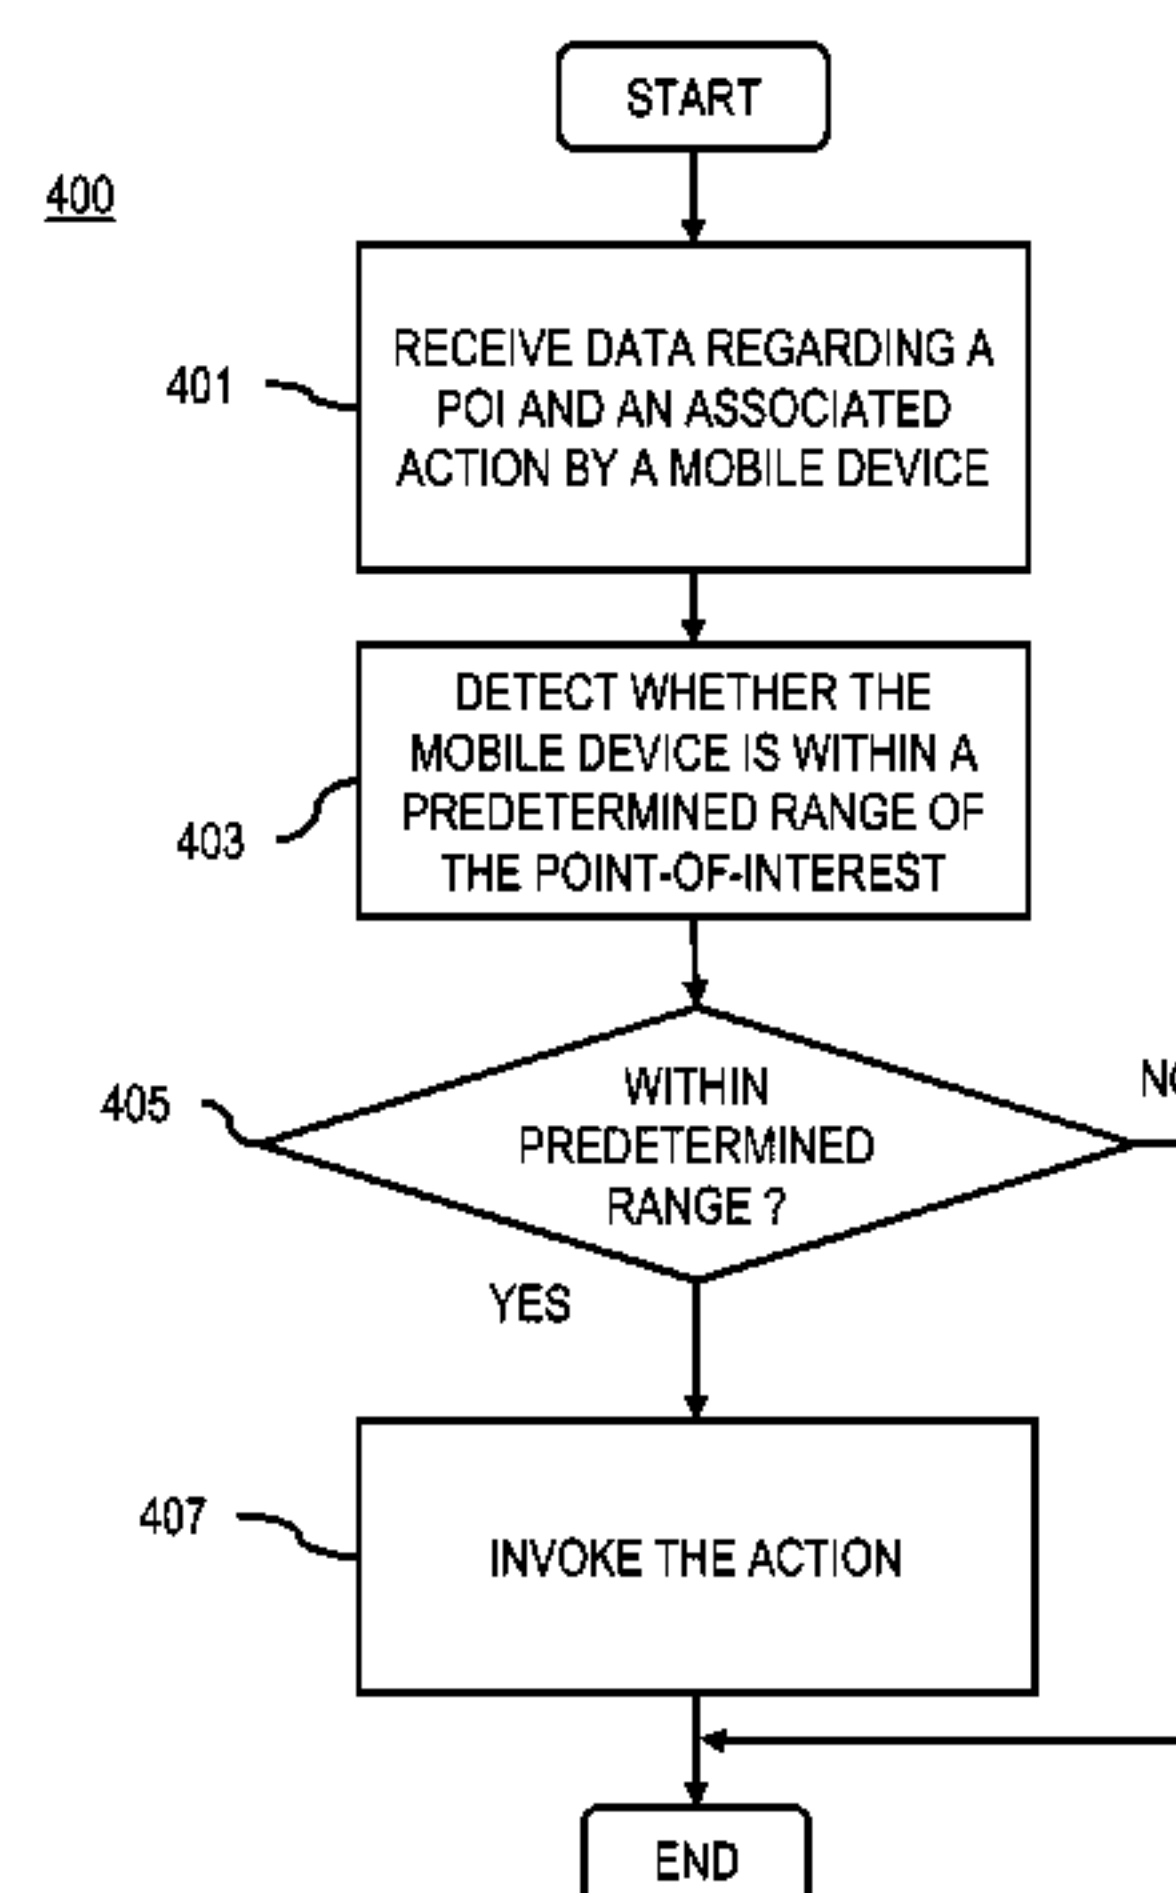 START
400
RECEIVE DATA REGARDING A
POI AND AN ASSOCIATED
ACTION BY A MOBILE DEVICE
401
DETECT WHETHER THE
MOBILE DEVICE IS WITHIN A
PREDETERMINED RANGE OF
THE POINT-OF-INTEREST
403
WITHIN
PREDETERMINED
RANGE ?
405
NO
YES
INVOKE THE ACTION
407
END